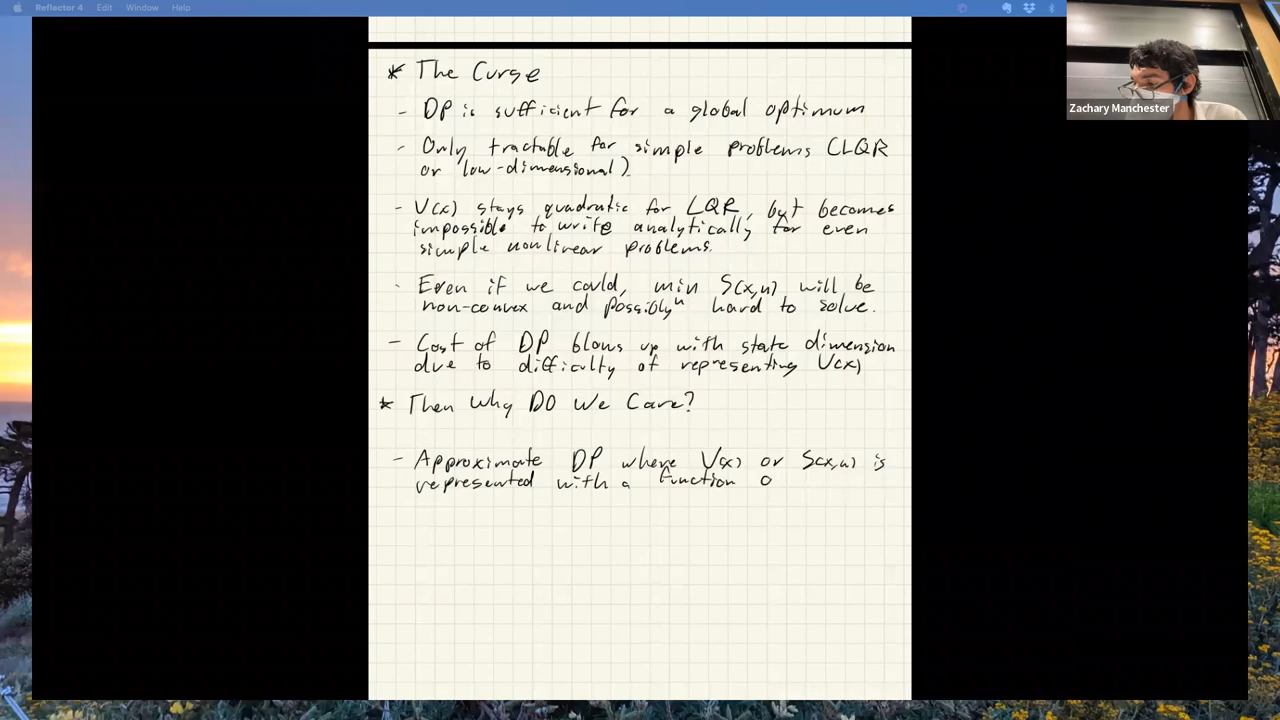 Reflector 4 Edit Window Help
Zachary Manchester
* The Curse
- DP is sufficient for a global optimum
- Only tractable for simple problems (LQR
or low-dimensional)
- V(x) stays quadratic for LQR, but becomes
impossible to write analytically for even
simple nonlinear problems.
- Even if we could, min S(x,u) will be
u
non-convex and possibly hard to solve.
- Cost of DP blows up with state dimension
due to difficulty of representing V(x)
* Then Why DO We Care?
- Approximate DP where V(x) or S(x,u) is
represented with a function o